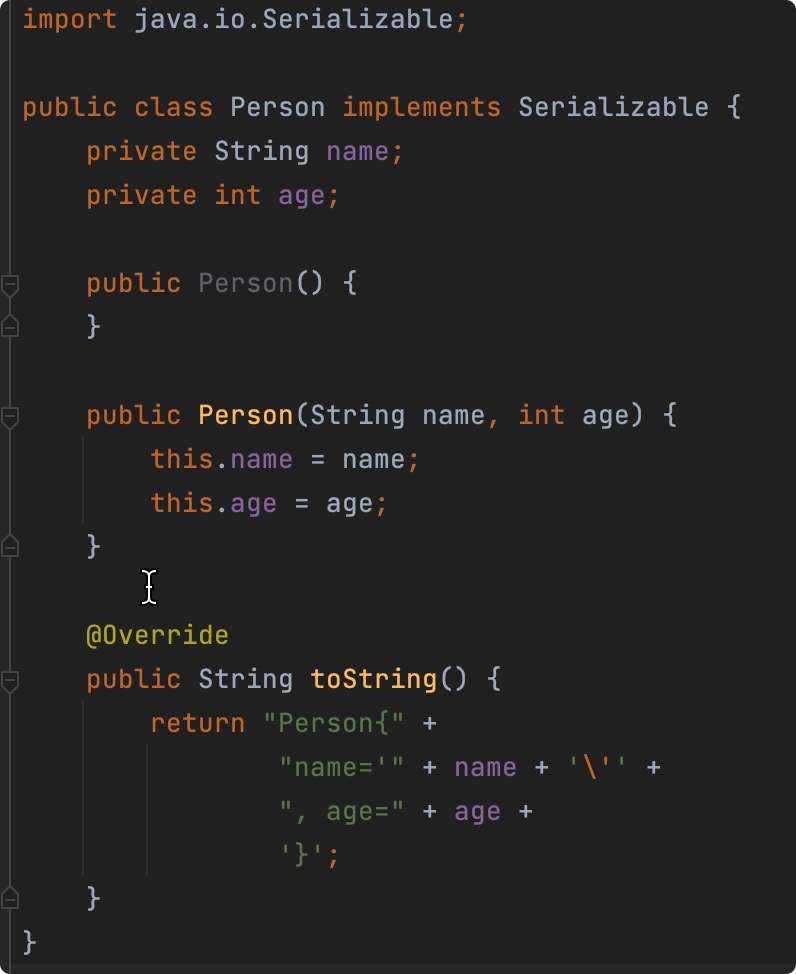 import java.io.Serializable;
public class Person implements Serializable {
    private String name;
    private int age;
    public Person() {
    }
    public Person(String name, int age) {
        this.name = name;
        this.age = age;
    }
    @Override
    public String toString() {
        return "Person{" +
                "name='" + name + '\'' +
                ", age=" + age +
                '}';
    }
}